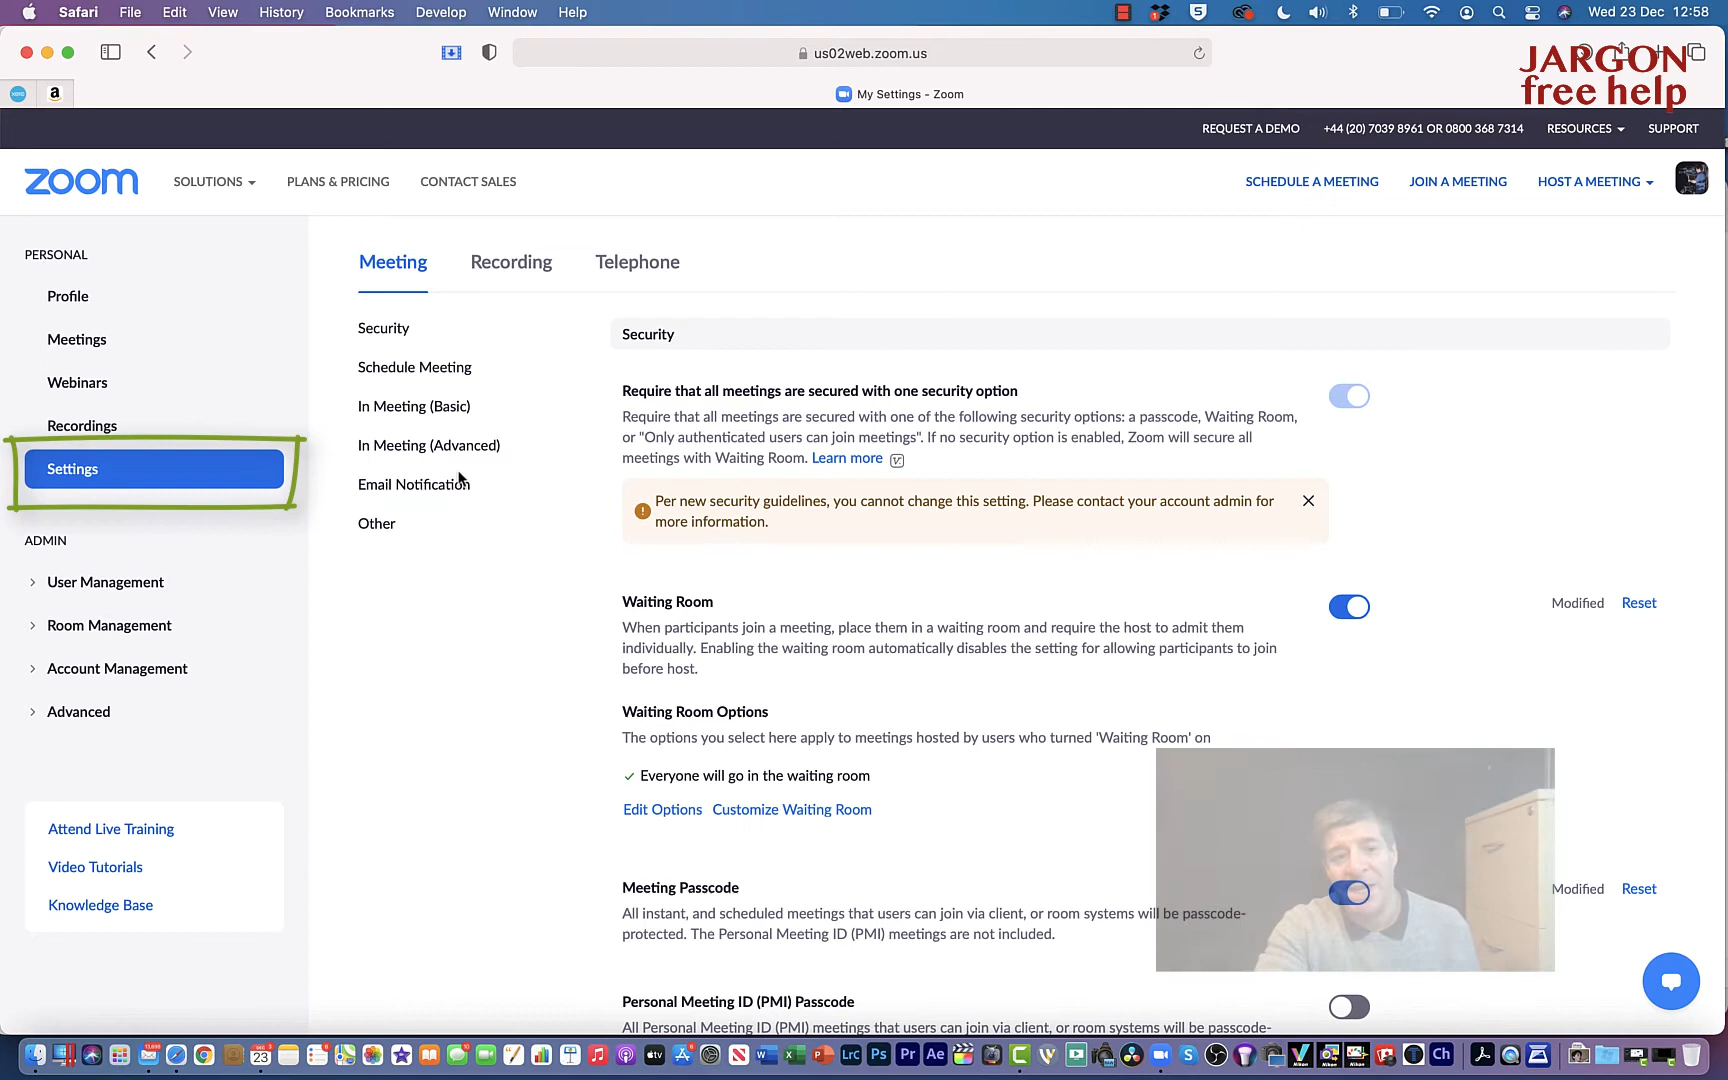 Safari File Edit View History Bookmarks Develop Window Help Wed 23 Dec 12:58
us02web.zoom.us
JARGON
free help
xero a My Settings - Zoom
REQUEST A DEMO +44 (20) 7039 8961 OR 0800 368 7314 RESOURCES SUPPORT
zoom SOLUTIONS PLANS & PRICING CONTACT SALES SCHEDULE A MEETING JOIN A MEETING HOST A MEETING
PERSONAL
Profile
Meetings
Webinars
Recordings
Settings
ADMIN
User Management
Room Management
Account Management
Advanced
Attend Live Training
Video Tutorials
Knowledge Base
Meeting Recording Telephone
Security
Schedule Meeting
In Meeting (Basic)
In Meeting (Advanced)
Email Notification
Other
Security
Require that all meetings are secured with one security option
Require that all meetings are secured with one of the following security options: a passcode, Waiting Room,
or "Only authenticated users can join meetings". If no security option is enabled, Zoom will secure all
meetings with Waiting Room. Learn more
Per new security guidelines, you cannot change this setting. Please contact your account admin for
more information.
Waiting Room Modified Reset
When participants join a meeting, place them in a waiting room and require the host to admit them
individually. Enabling the waiting room automatically disables the setting for allowing participants to join
before host.
Waiting Room Options
The options you select here apply to meetings hosted by users who turned 'Waiting Room' on
Everyone will go in the waiting room
Edit Options Customize Waiting Room
Meeting Passcode Modified Reset
All instant, and scheduled meetings that users can join via client, or room systems will be passcode-
protected. The Personal Meeting ID (PMI) meetings are not included.
Personal Meeting ID (PMI) Passcode
All Personal Meeting ID (PMI) meetings that users can join via client, or room systems will be passcode-
23 tv W X P Lrc Ps Pr Ae S T Ch